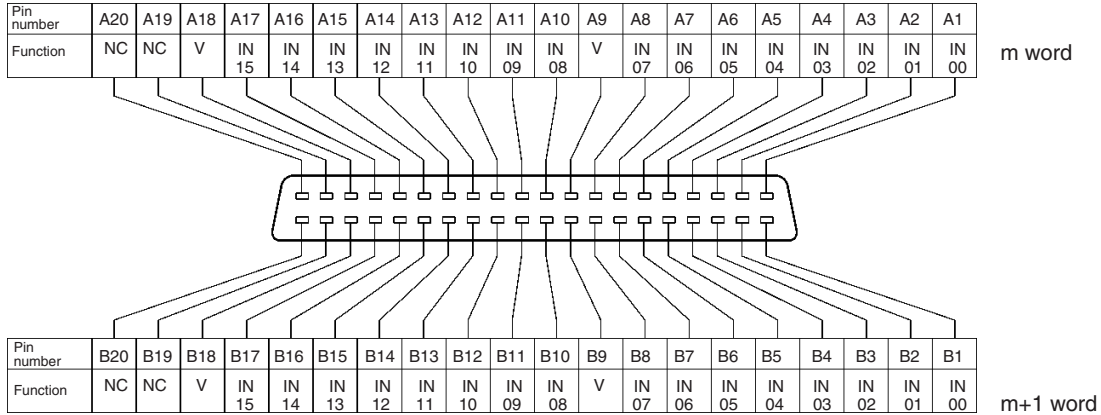 Pin number A20 A19 A18 A17 A16 A15 A14 A13 A12 A11 A10 A9 A8 A7 A6 A5 A4 A3 A2 A1
Function NC NC V IN 15 IN 14 IN 13 IN 12 IN 11 IN 10 IN 09 IN 08 V IN 07 IN 06 IN 05 IN 04 IN 03 IN 02 IN 01 IN 00
m word
Pin number B20 B19 B18 B17 B16 B15 B14 B13 B12 B11 B10 B9 B8 B7 B6 B5 B4 B3 B2 B1
Function NC NC V IN 15 IN 14 IN 13 IN 12 IN 11 IN 10 IN 09 IN 08 V IN 07 IN 06 IN 05 IN 04 IN 03 IN 02 IN 01 IN 00
m+1 word